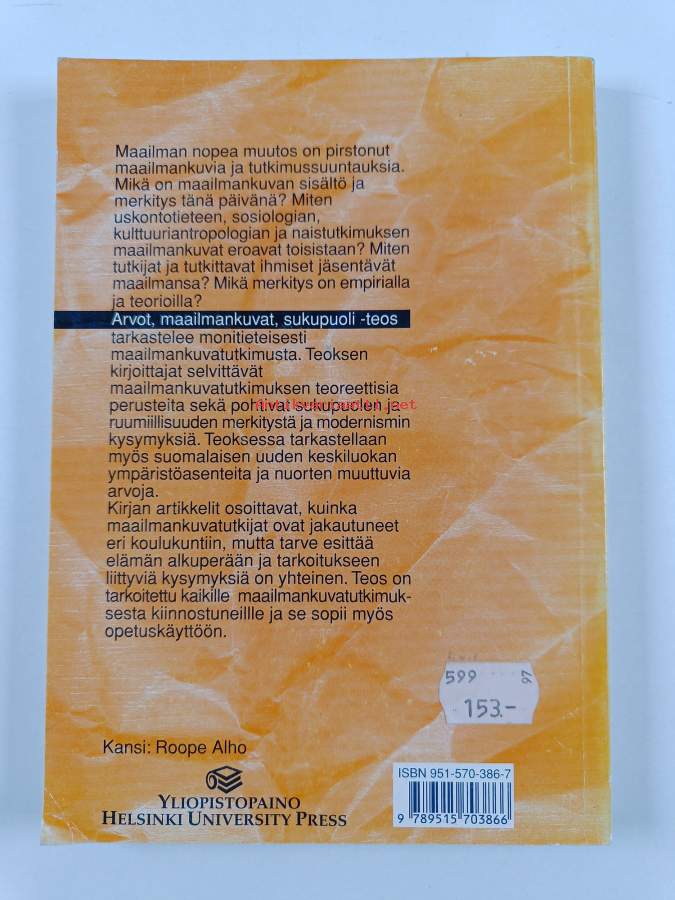 Maailman nopea muutos on pirstonut
maailmankuvia ja tutkimussuuntauksia.
Mikä on maailmankuvan sisältö ja
merkitys tänä päivänä? Miten
uskontotieteen, sosiologian,
kulttuuriantropologian ja naistutkimuksen
maailmankuvat eroavat toisistaan? Miten
tutkijat ja tutkittavat ihmiset jäsentävät
maailmansa? Mikä merkitys on empirialla
ja teorioilla?
Arvot, maailmankuvat, sukupuoli -teos
tarkastelee monitieteisesti
maailmankuvatutkimusta. Teoksen
kirjoittajat selvittävät
maailmankuvatutkimuksen teoreettisia
perusteita sekä pohtivat sukupuolen ja
ruumiillisuuden merkitystä ja modernismin
kysymyksiä. Teoksessa tarkastellaan
myös suomalaisen uuden keskiluokan
ympäristöasenteita ja nuorten muuttuvia
arvoja.
Kirjan artikkelit osoittavat, kuinka
maailmankuvatutkijat ovat jakautuneet
eri koulukuntiin, mutta tarve esittää
elämän alkuperään ja tarkoitukseen
liittyviä kysymyksiä on yhteinen. Teos on
tarkoitettu kaikille maailmankuvatutkimuk-
sesta kiinnostuneillle ja se sopii myös
opetuskäyttöön.
599 97
153.-
Kansi: Roope Alho
YLIOPISTOPAINO
HELSINKI UNIVERSITY PRESS
ISBN 951-570-386-7
9 789515 703866